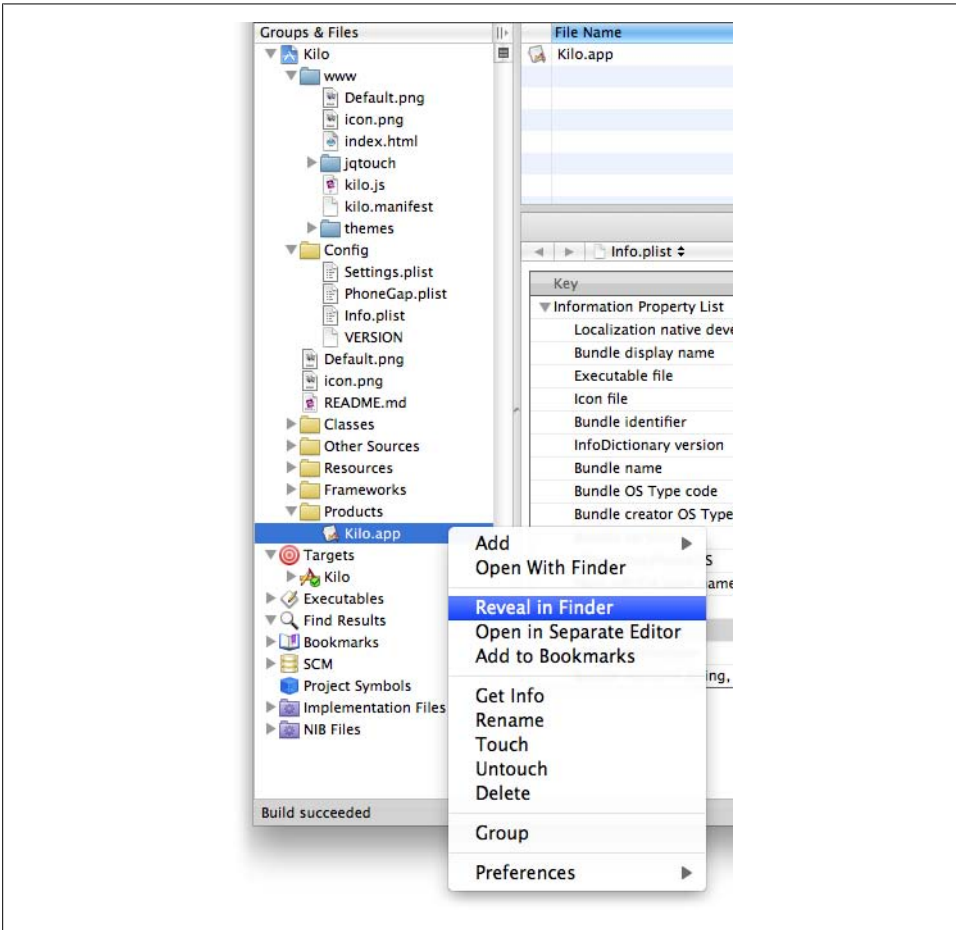 Groups & Files
Kilo
www
Default.png
icon.png
index.html
jqtouch
kilo.js
kilo.manifest
themes
Config
Settings.plist
PhoneGap.plist
Info.plist
VERSION
Default.png
icon.png
README.md
Classes
Other Sources
Resources
Frameworks
Products
Kilo.app
Targets
Kilo
Executables
Find Results
Bookmarks
SCM
Project Symbols
Implementation Files
NIB Files
Build succeeded
File Name
Kilo.app
Info.plist
Key
Information Property List
Localization native deve
Bundle display name
Executable file
Icon file
Bundle identifier
InfoDictionary version
Bundle name
Bundle OS Type code
Bundle creator OS Type
S
ame
ing,
Add
Open With Finder
Reveal in Finder
Open in Separate Editor
Add to Bookmarks
Get Info
Rename
Touch
Untouch
Delete
Group
Preferences